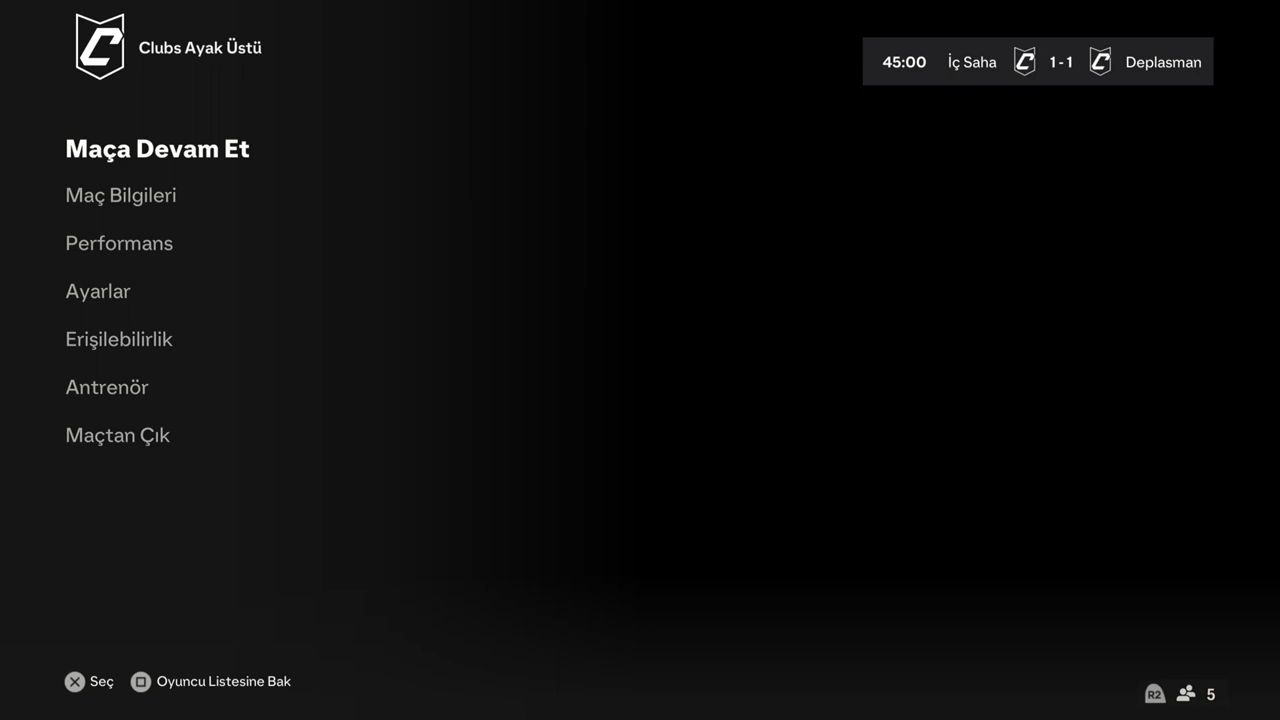 Clubs Ayak Üstü
45:00 İç Saha 1 - 1 Deplasman
Maça Devam Et
Maç Bilgileri
Performans
Ayarlar
Erişilebilirlik
Antrenör
Maçtan Çık
Seç Oyuncu Listesine Bak
R2 5